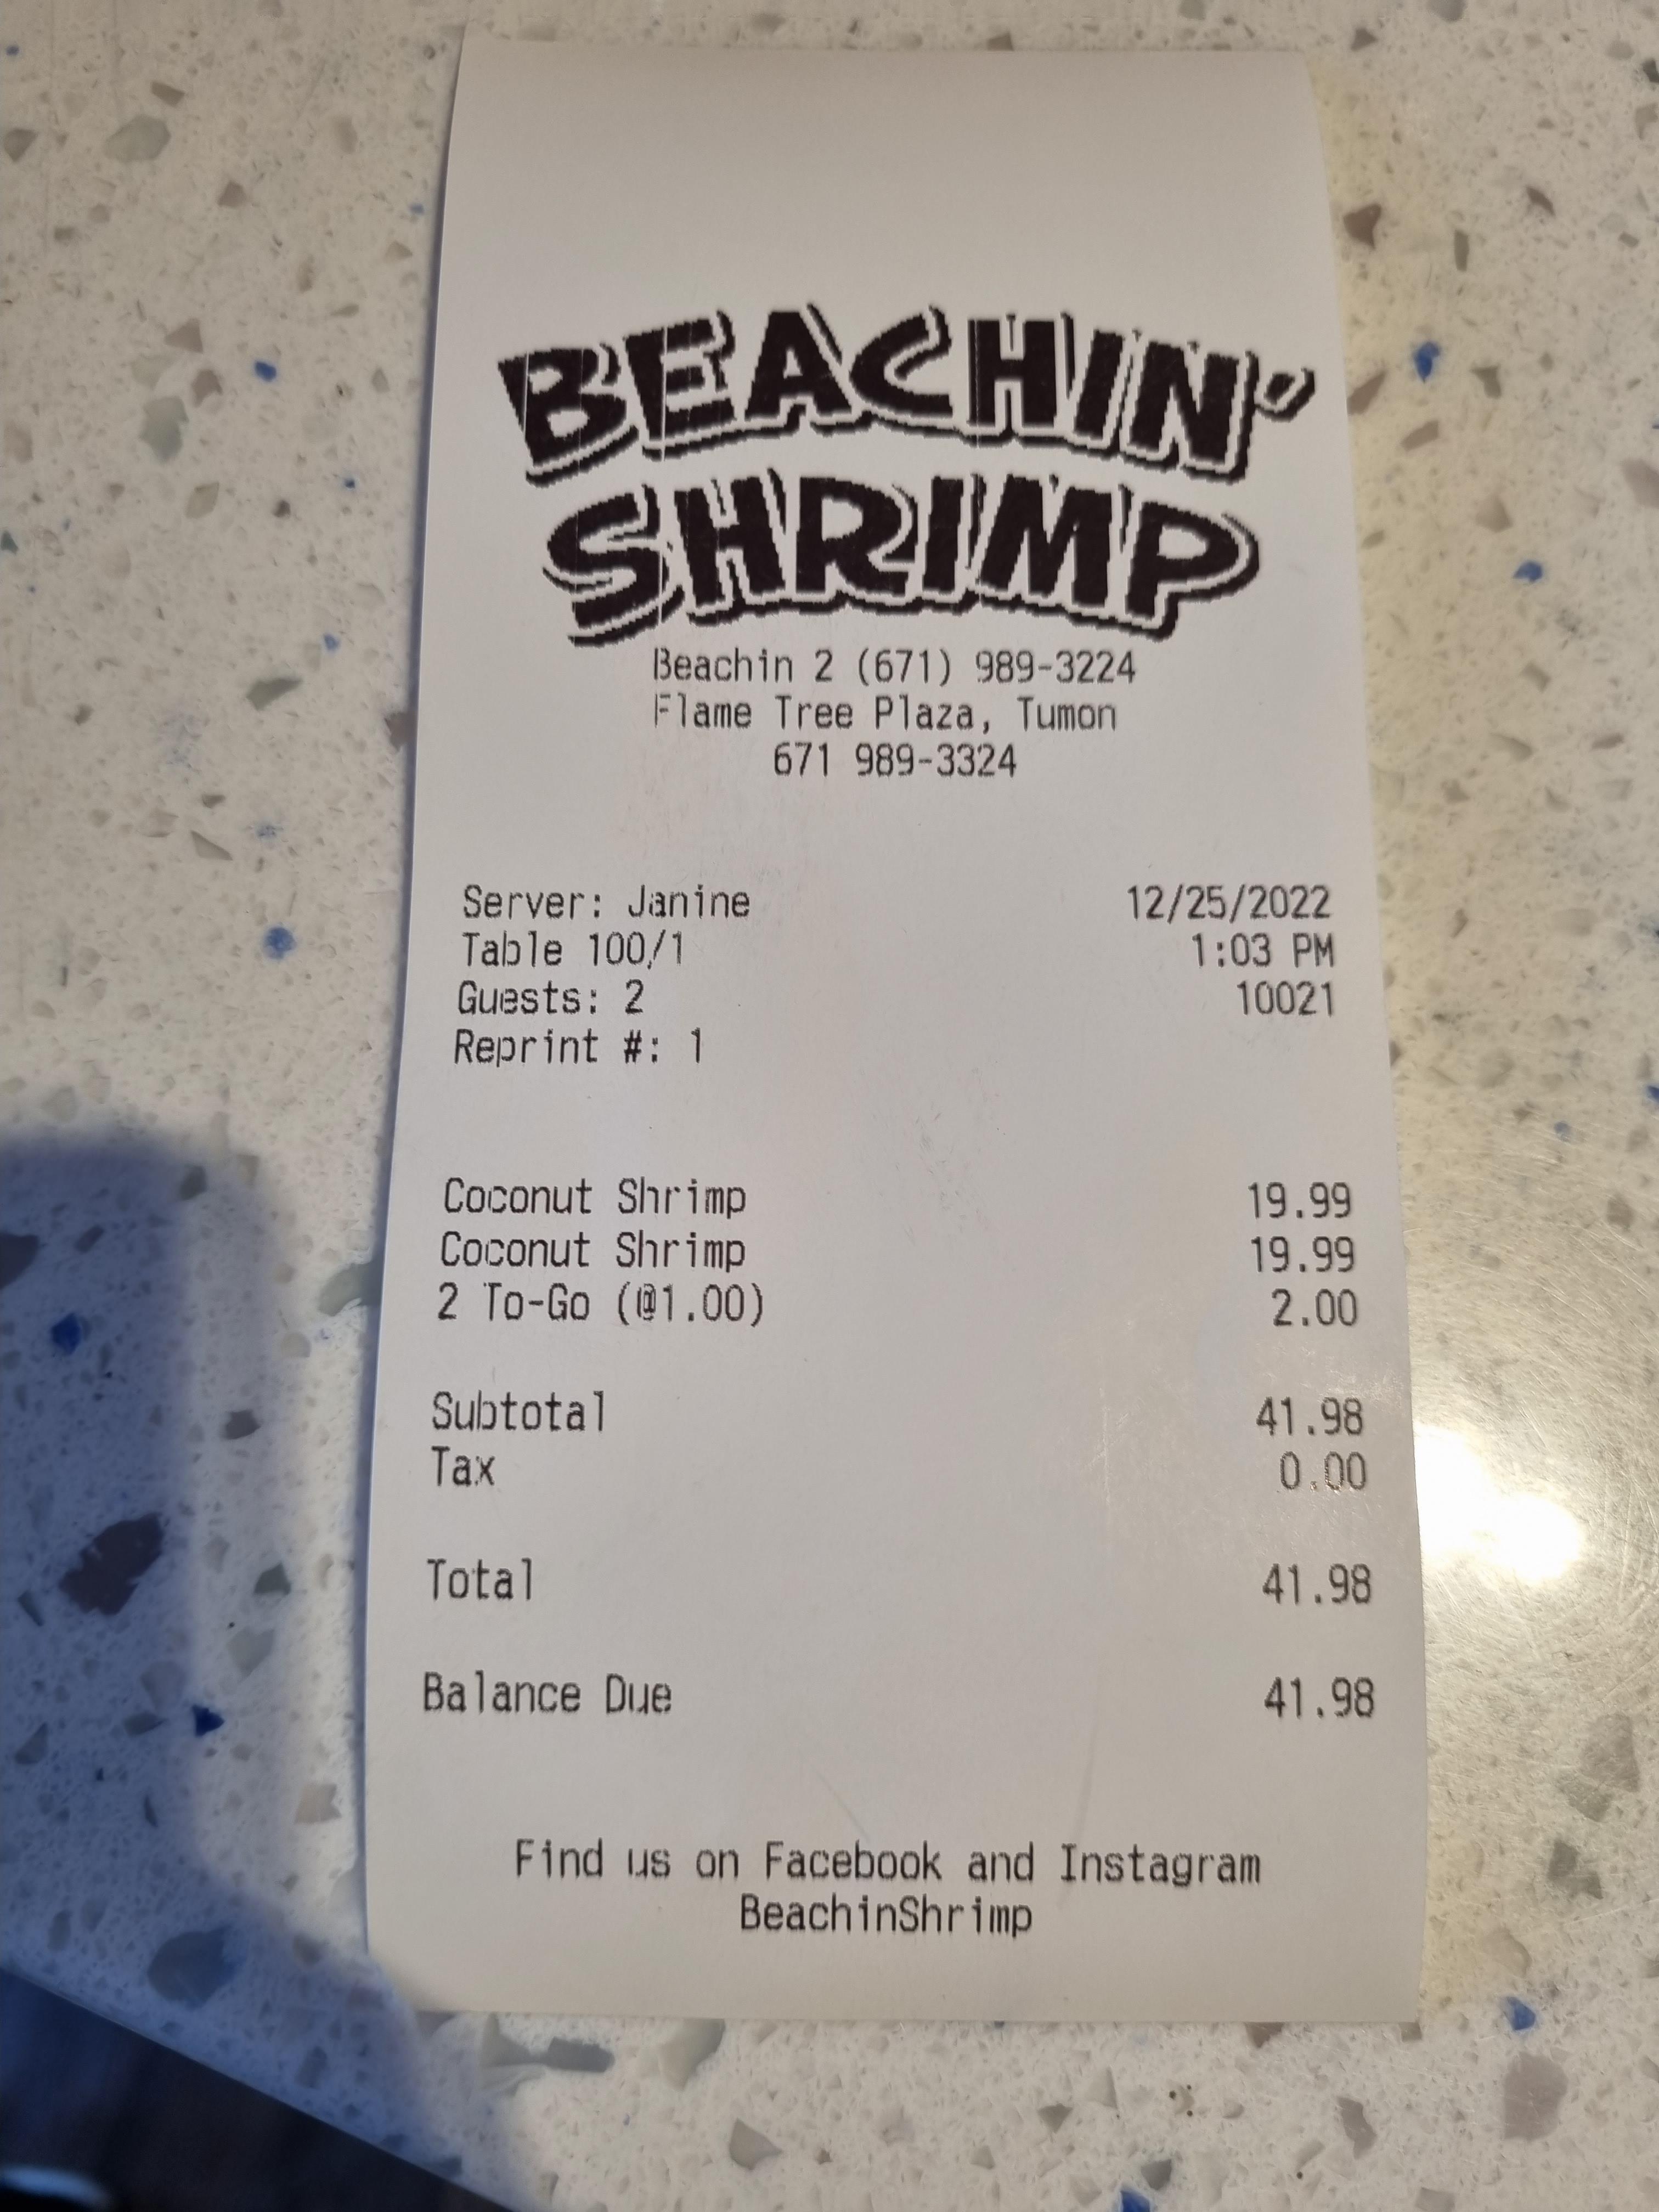 BEACHIN'
SHRIMP
Beachin 2 (671) 989-3224
Flame Tree Plaza, Tumon
671 989-3324
Server: Janine 12/25/2022
Table 100/1 1:03 PM
Guests: 2 10021
Reprint #: 1
Coconut Shrimp 19.99
Coconut Shrimp 19.99
2 To-Go (@1.00) 2.00
Subtotal 41.98
Tax 0.00
Total 41.98
Balance Due 41.98
Find us on Facebook and Instagram
BeachinShrimp